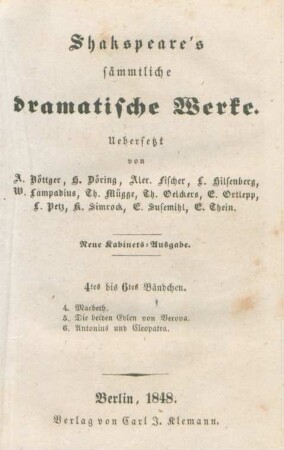 Shakspeare's
sämmtliche
dramatische Werke.
Uebersetzt
von
A. Böttger, H. Döring, Alex. Fischer, L. Hilsenberg,
W. Lampadius, Th. Mügge, Th. Oelckers, E. Ortlepp,
L. Petz, K. Simrock, E. Susemihl, E. Thein.
Neue Kabinets-Ausgabe.
4tes bis 6tes Bändchen.
4. Macbeth.
5. Die beiden Edlen von Verona.
6. Antonius und Cleopatra.
Berlin, 1848.
Verlag von Carl J. Klemann.